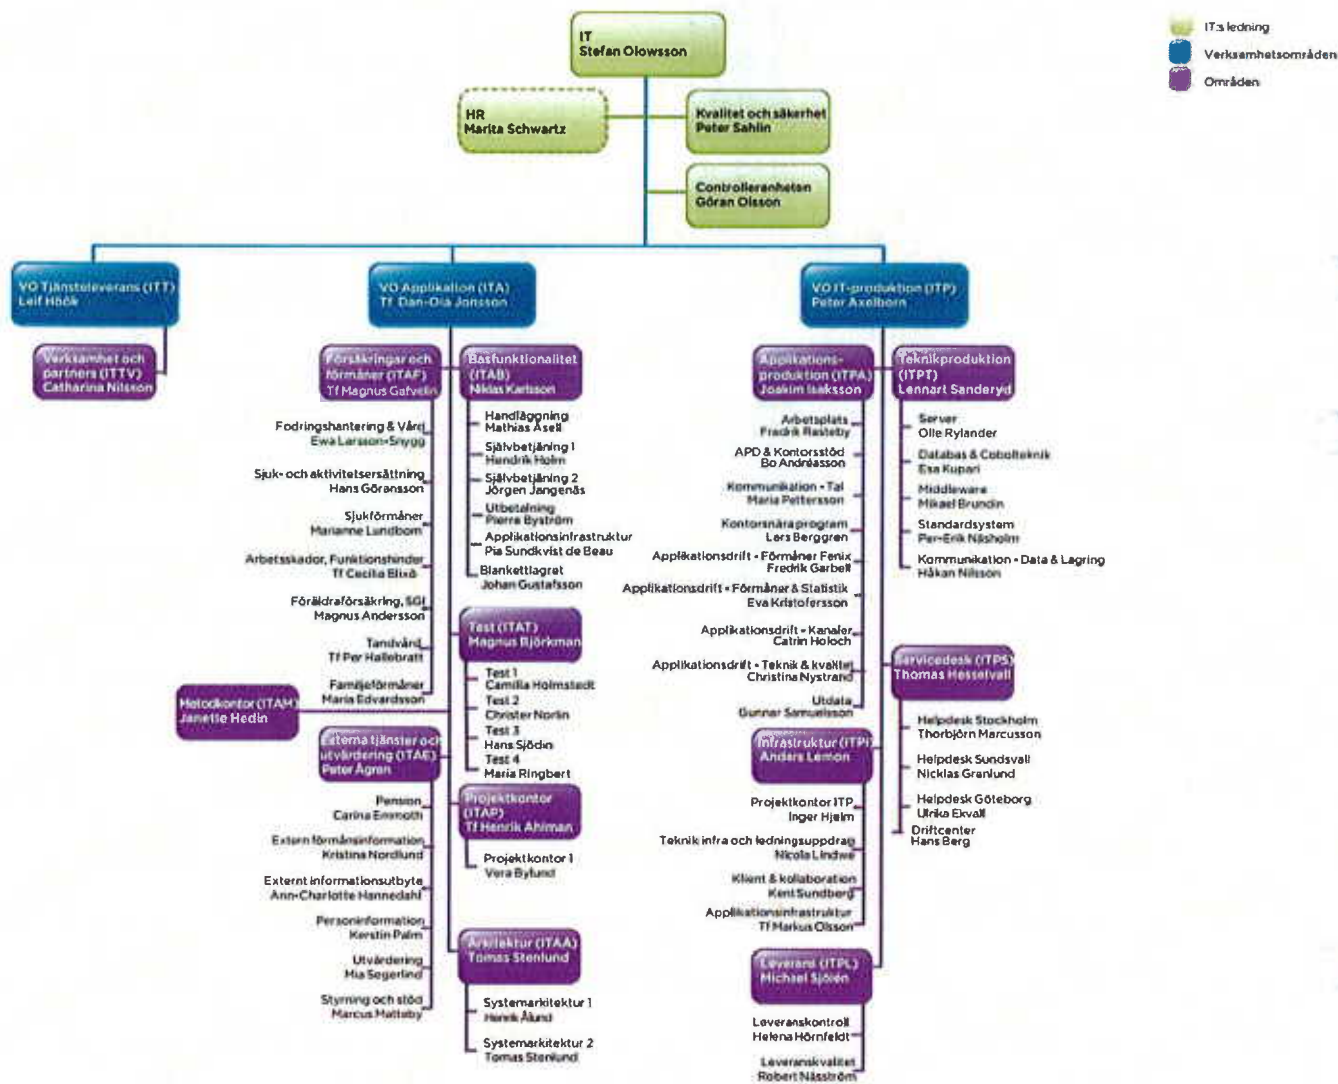 IT
Stefan Olowsson
IT:s ledning
Verksamhetsområden
Områden
HR
Marita Schwartz
Kvalitet och säkerhet
Peter Sahlin
Controllerenheten
Göran Olsson
VO Tjänsteleverans (ITT)
Leif Höök
VO Applikation (ITA)
Tf Dan-Ola Jonsson
VO IT-produktion (ITP)
Peter Axelborn
Verksamhet och
partners (ITTV)
Catharina Nilsson
Försäkringar och
förmåner (ITAF)
Tf Magnus Gafvelin
Fodringshantering & Vård
Ewa Larsson-Snygg
Sjuk- och aktivitetsersättning
Hans Göransson
Sjukförmåner
Marianne Lundbom
Arbetsskador, Funktionshinder
Tf Cecilia Elixö
Föräldraförsäkring, SGI
Magnus Andersson
Tandvård
Tf Per Hallebratt
Familjeförmåner
Maria Edvardsson
Metodkontor (ITAM)
Janette Hedin
Externa tjänster och
utvärdering (ITAE)
Peter Ågren
Pension
Carina Emmoth
Extern förmånsinformation
Kristina Nordlund
Externt informationsutbyte
Ann-Charlotte Hannedahl
Personinformation
Kerstin Palm
Utvärdering
Mia Segerlind
Styrning och stöd
Marcus Matteby
Basfunktionalitet
(ITAB)
Niklas Karlsson
Handläggning
Mathias Asell
Självbetjäning 1
Hendrik Holm
Självbetjäning 2
Jörgen Jangenäs
Utbetalning
Pierre Byström
Applikationsinfrastruktur
Pia Sundkvist de Beau
Blankettlagret
Johan Gustafsson
Test (ITAT)
Magnus Björkman
Test 1
Camilla Holmstedt
Test 2
Christer Norlin
Test 3
Hans Sjödin
Test 4
Maria Ringbert
Projektkontor
(ITAP)
Tf Henrik Ahlman
Projektkontor 1
Vera Bylund
Arkitektur (ITAA)
Tomas Stenlund
Systemarkitektur 1
Henrik Ålund
Systemarkitektur 2
Tomas Stenlund
Applikations-
produktion (ITPA)
Joakim Isaksson
Arbetsplats
Fredrik Rasteby
APD & Kontorsstöd
Bo Andréasson
Kommunikation - Tal
Maria Pettersson
Kontorsnära program
Lars Berggren
Applikationsdrift - Förmåner Fenix
Fredrik Garbell
Applikationsdrift - Förmåner & Statistik
Eva Kristofersson
Applikationsdrift - Kanaler
Catrin Holoch
Applikationsdrift - Teknik & kvalitet
Christina Nystrand
Utdata
Gunnar Samuelsson
Infrastruktur (ITPI)
Anders Lemon
Projektkontor ITP
Inger Hjelm
Teknik infra och ledningsuppdrag
Nicola Lindwe
Klient & kollaboration
Kent Sundberg
Applikationsinfrastruktur
Tf Markus Olsson
Leverans (ITPL)
Michael Sjölén
Leveranskontroll
Helena Hörnfeldt
Leveranskvalitet
Robert Näsström
Teknikproduktion
(ITPT)
Lennart Sanderyd
Server
Olle Rylander
Databas & Cobolteknik
Esa Kupari
Middleware
Mikael Brundin
Standardsystem
Per-Erik Näsholm
Kommunikation - Data & Lagring
Håkan Nilsson
Servicedesk (ITPS)
Thomas Hesselvall
Helpdesk Stockholm
Thorbjörn Marcusson
Helpdesk Sundsvall
Nicklas Granlund
Helpdesk Göteborg
Ulrika Ekvall
Driftcenter
Hans Berg